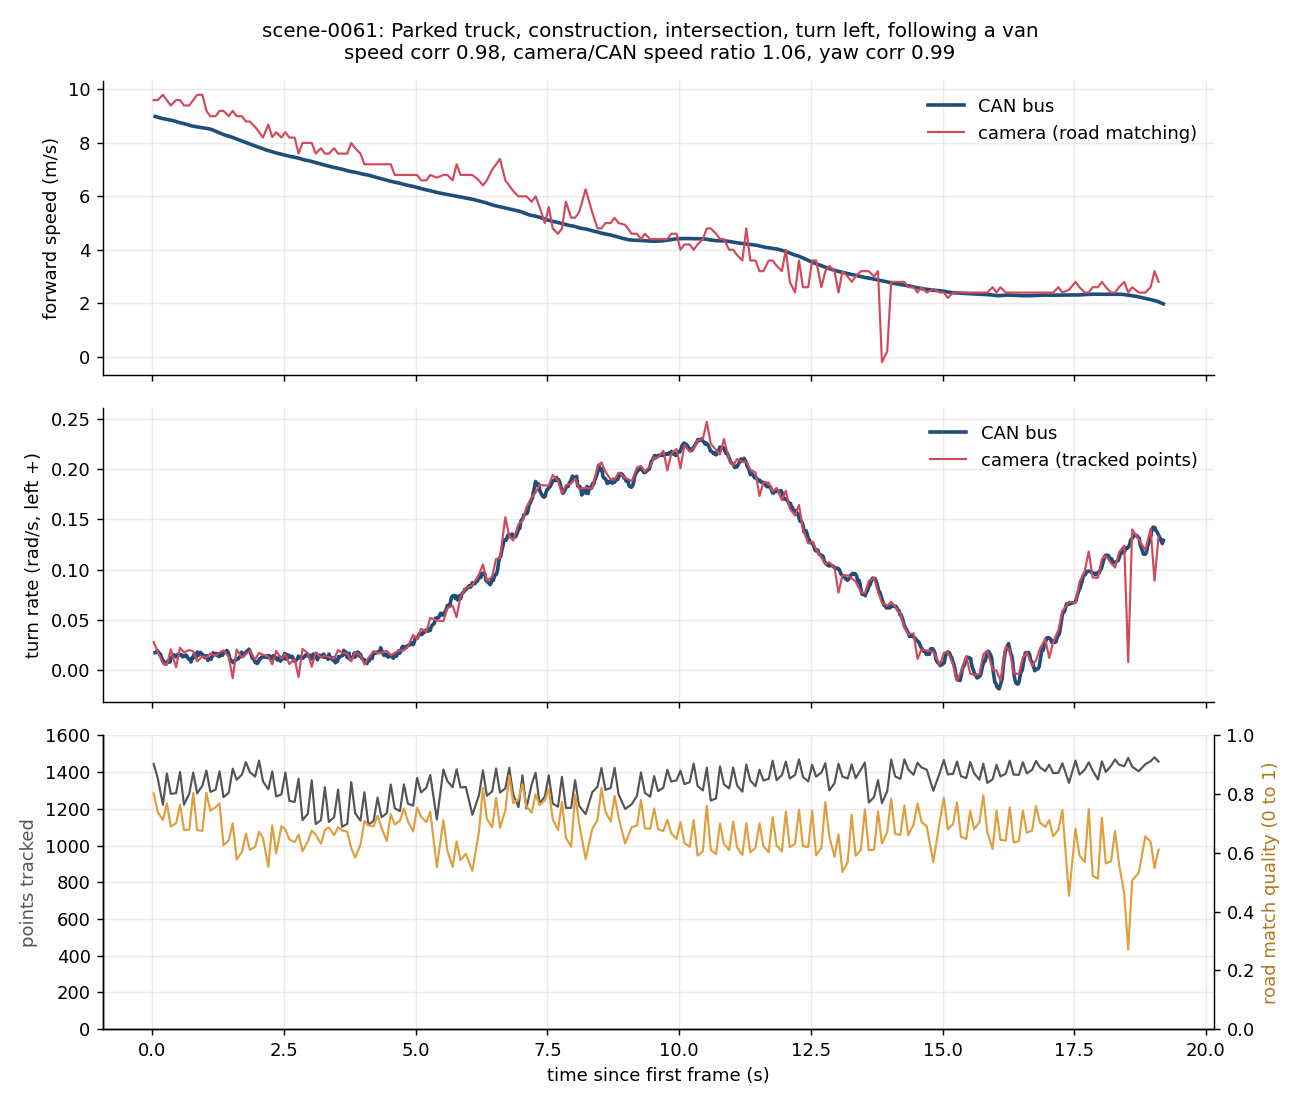 scene-0061: Parked truck, construction, intersection, turn left, following a van
speed corr 0.98, camera/CAN speed ratio 1.06, yaw corr 0.99
forward speed (m/s)
10
8
6
4
2
0
CAN bus
camera (road matching)
turn rate (rad/s, left +)
0.25
0.20
0.15
0.10
0.05
0.00
CAN bus
camera (tracked points)
points tracked
1600
1400
1200
1000
800
600
400
200
0
1.0
0.8
0.6
0.4
0.2
0.0
road match quality (0 to 1)
0.0 2.5 5.0 7.5 10.0 12.5 15.0 17.5 20.0
time since first frame (s)